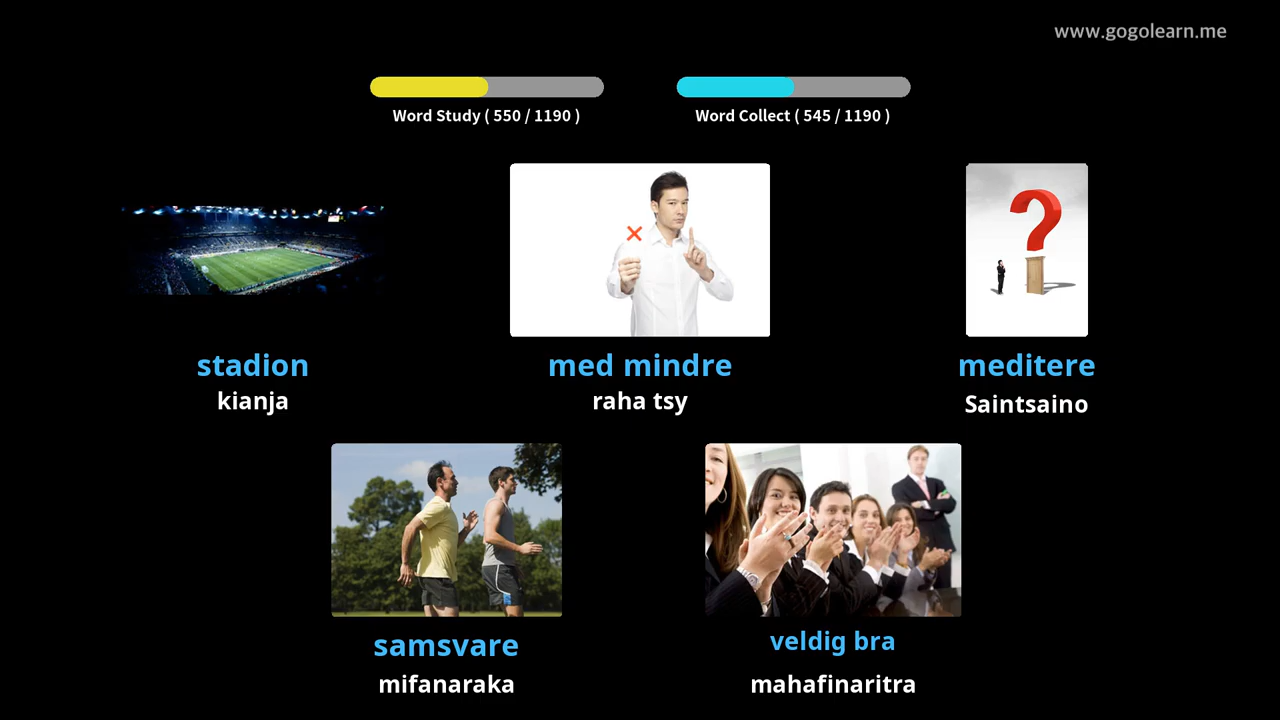 www.gogolearn.me
Word Study ( 550 / 1190 )
Word Collect ( 545 / 1190 )
stadion
kianja
med mindre
raha tsy
meditere
Saintsaino
samsvare
mifanaraka
veldig bra
mahafinaritra